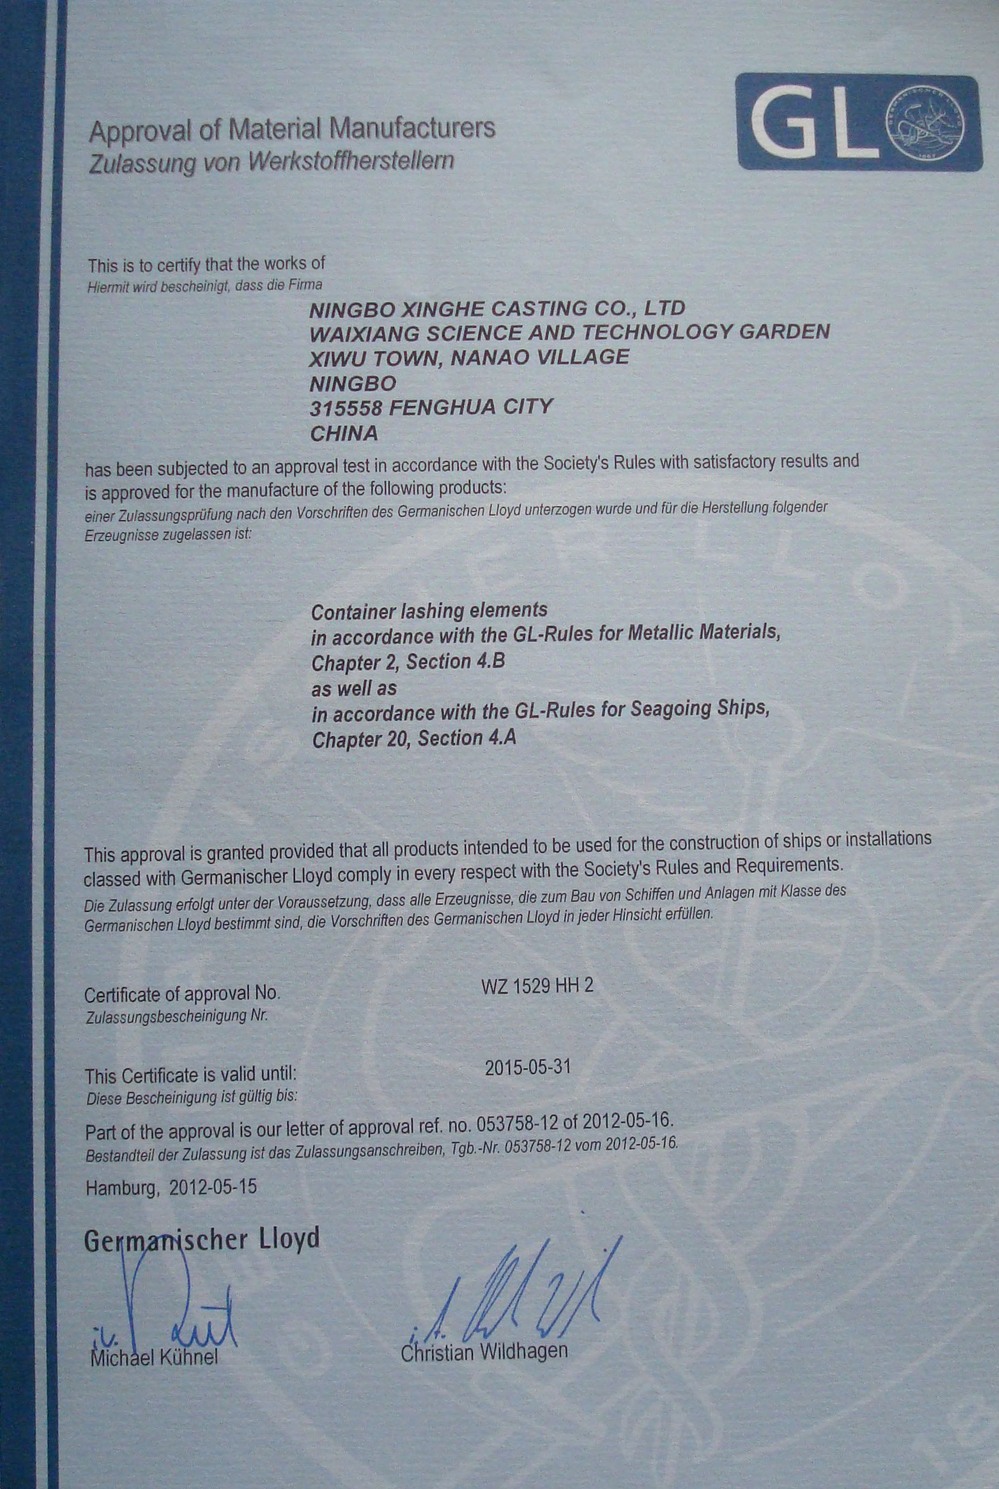 Approval of Material Manufacturers
Zulassung von Werkstoffherstellern
GL
This is to certify that the works of
Hiermit wird bescheinigt, dass die Firma
NINGBO XINGHE CASTING CO., LTD
WAIXIANG SCIENCE AND TECHNOLOGY GARDEN
XIWU TOWN, NANAO VILLAGE
NINGBO
315558 FENGHUA CITY
CHINA
has been subjected to an approval test in accordance with the Society's Rules with satisfactory results and
is approved for the manufacture of the following products:
einer Zulassungsprüfung nach den Vorschriften des Germanischen Lloyd unterzogen wurde und für die Herstellung folgender
Erzeugnisse zugelassen ist:
Container lashing elements
in accordance with the GL-Rules for Metallic Materials,
Chapter 2, Section 4.B
as well as
in accordance with the GL-Rules for Seagoing Ships,
Chapter 20, Section 4.A
This approval is granted provided that all products intended to be used for the construction of ships or installations
classed with Germanischer Lloyd comply in every respect with the Society's Rules and Requirements.
Die Zulassung erfolgt unter der Voraussetzung, dass alle Erzeugnisse, die zum Bau von Schiffen und Anlagen mit Klasse des
Germanischen Lloyd bestimmt sind, die Vorschriften des Germanischen Lloyd in jeder Hinsicht erfüllen.
Certificate of approval No. WZ 1529 HH 2
Zulassungsbescheinigung Nr.
This Certificate is valid until: 2015-05-31
Diese Bescheinigung ist gültig bis:
Part of the approval is our letter of approval ref. no. 053758-12 of 2012-05-16.
Bestandteil der Zulassung ist das Zulassungsanschreiben, Tgb.-Nr. 053758-12 vom 2012-05-16.
Hamburg, 2012-05-15
Germanischer Lloyd
Michael Kühnel Christian Wildhagen